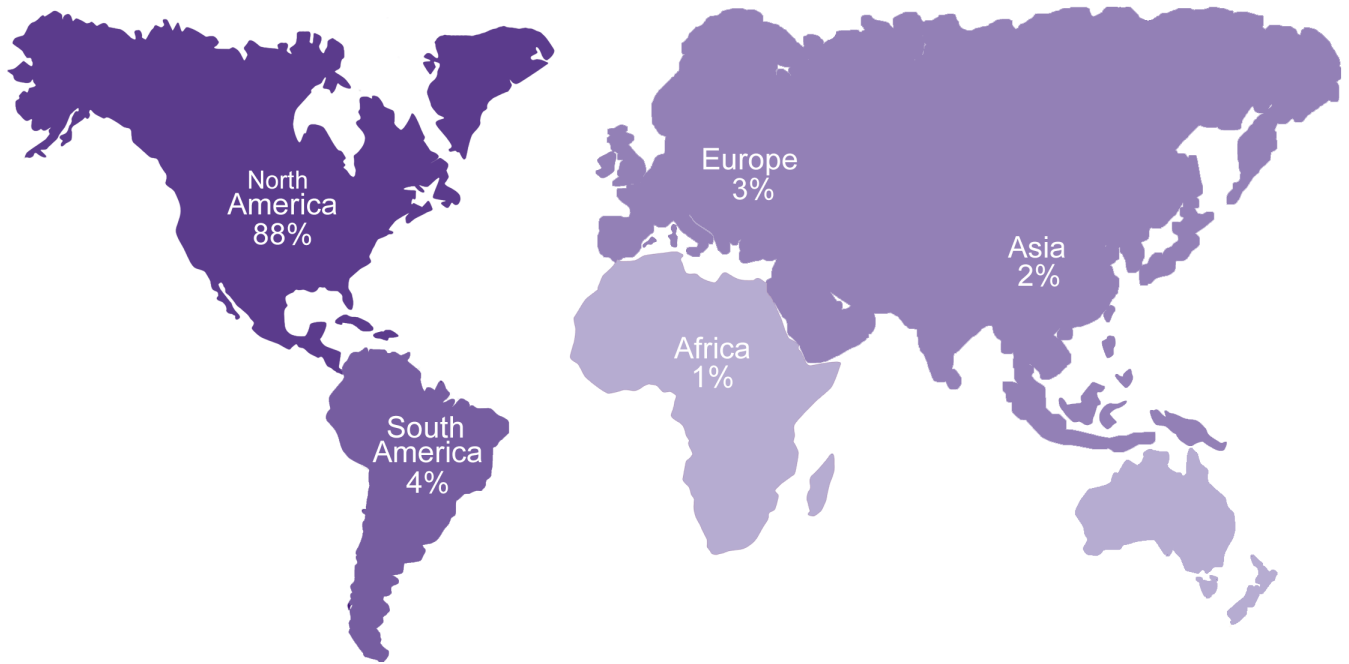 North
America
88%
South
America
4%
Europe
3%
Africa
1%
Asia
2%